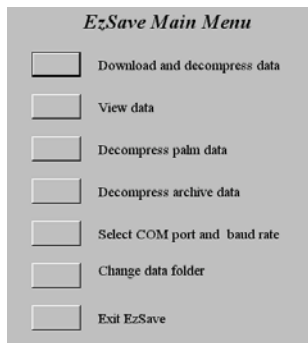 EzSave Main Menu
Download and decompress data
View data
Decompress palm data
Decompress archive data
Select COM port and baud rate
Change data folder
Exit EzSave